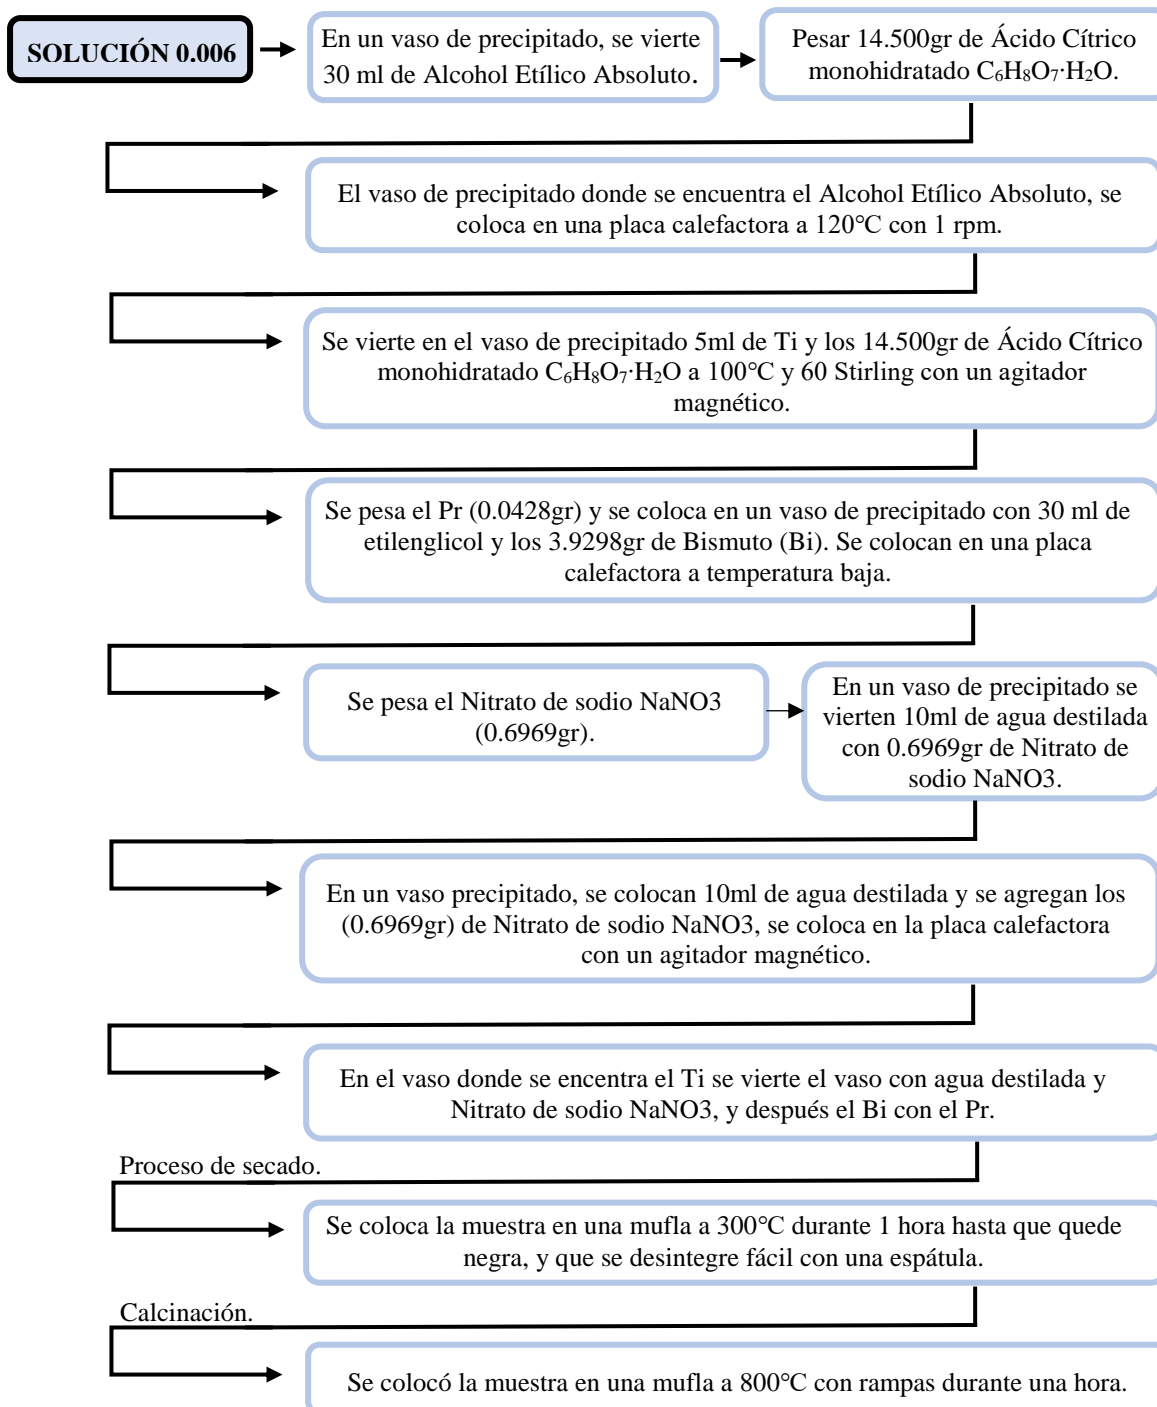 SOLUCIÓN 0.006
En un vaso de precipitado, se vierte
30 ml de Alcohol Etílico Absoluto.
Pesar 14.500gr de Ácido Cítrico
monohidratado C₆H₈O₇·H₂O.
El vaso de precipitado donde se encuentra el Alcohol Etílico Absoluto, se
coloca en una placa calefactora a 120°C con 1 rpm.
Se vierte en el vaso de precipitado 5ml de Ti y los 14.500gr de Ácido Cítrico
monohidratado C₆H₈O₇·H₂O a 100°C y 60 Stirling con un agitador
magnético.
Se pesa el Pr (0.0428gr) y se coloca en un vaso de precipitado con 30 ml de
etilenglicol y los 3.9298gr de Bismuto (Bi). Se colocan en una placa
calefactora a temperatura baja.
Se pesa el Nitrato de sodio NaNO3
(0.6969gr).
En un vaso de precipitado se
vierten 10ml de agua destilada
con 0.6969gr de Nitrato de
sodio NaNO3.
En un vaso precipitado, se colocan 10ml de agua destilada y se agregan los
(0.6969gr) de Nitrato de sodio NaNO3, se coloca en la placa calefactora
con un agitador magnético.
En el vaso donde se encentra el Ti se vierte el vaso con agua destilada y
Nitrato de sodio NaNO3, y después el Bi con el Pr.
Proceso de secado.
Se coloca la muestra en una mufla a 300°C durante 1 hora hasta que quede
negra, y que se desintegre fácil con una espátula.
Calcinación.
Se colocó la muestra en una mufla a 800°C con rampas durante una hora.